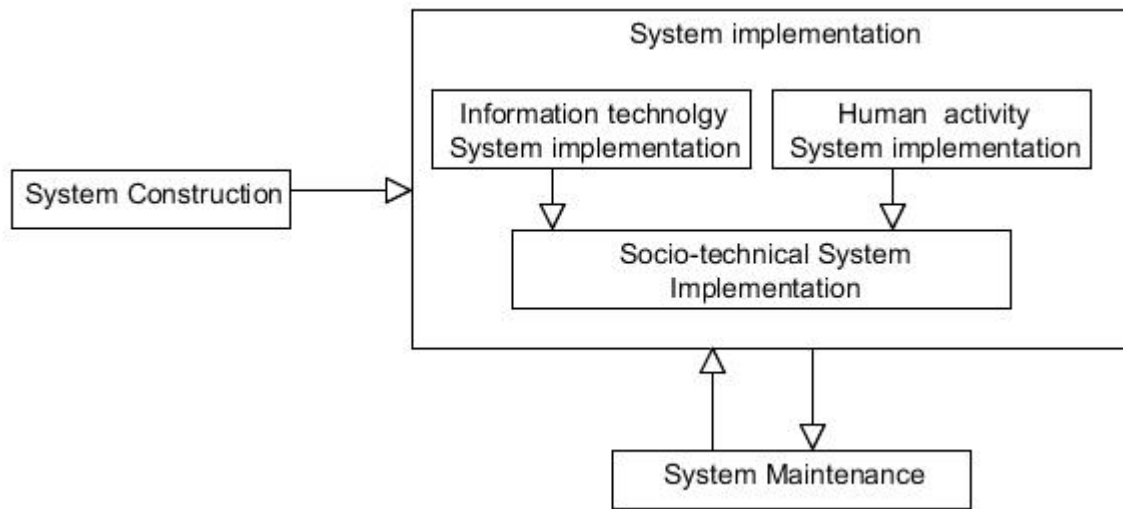 System implementation
Information technolgy
System implementation
Human activity
System implementation
System Construction
Socio-technical System
Implementation
System Maintenance